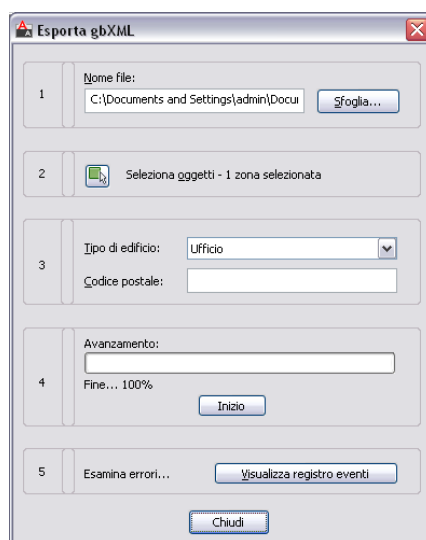 Esporta gbXML
1
Nome file:
C:\Documents and Settings\admin\Docu
Sfoglia...
2
Seleziona oggetti - 1 zona selezionata
3
Tipo di edificio:
Ufficio
Codice postale:
4
Avanzamento:
Fine... 100%
Inizio
5
Esamina errori...
Visualizza registro eventi
Chiudi